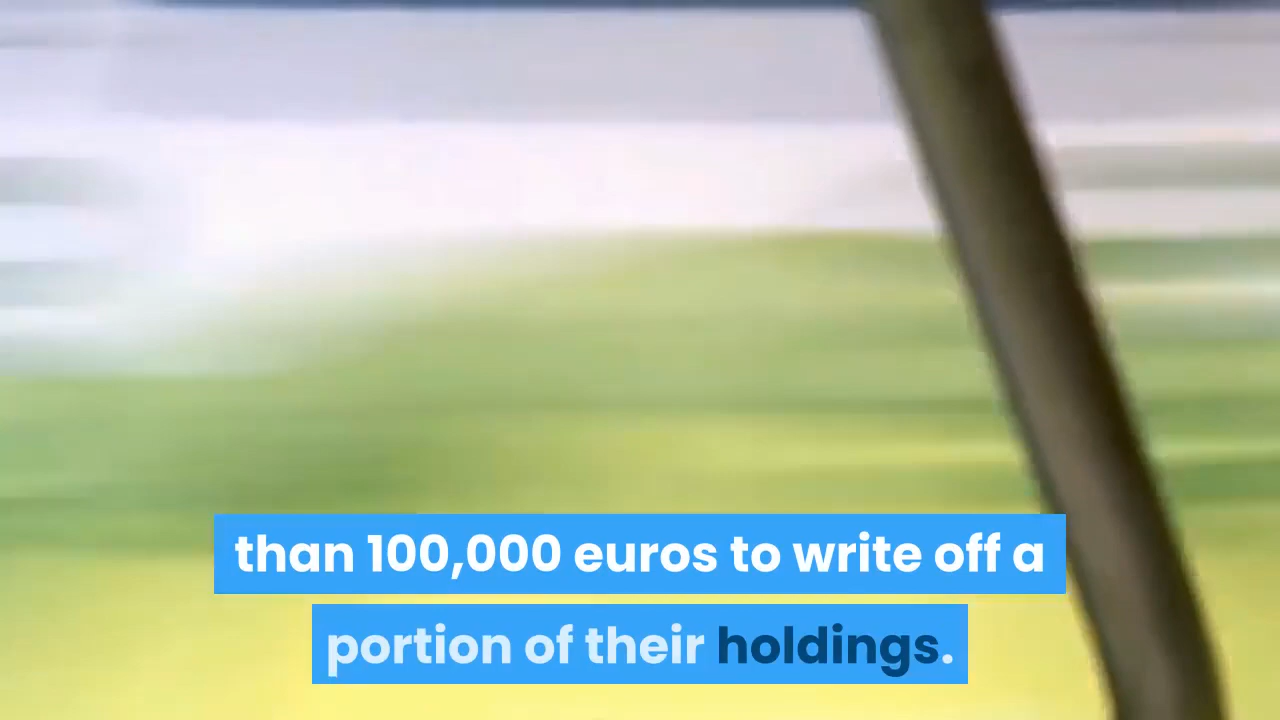 than 100,000 euros to write off a
portion of their holdings.